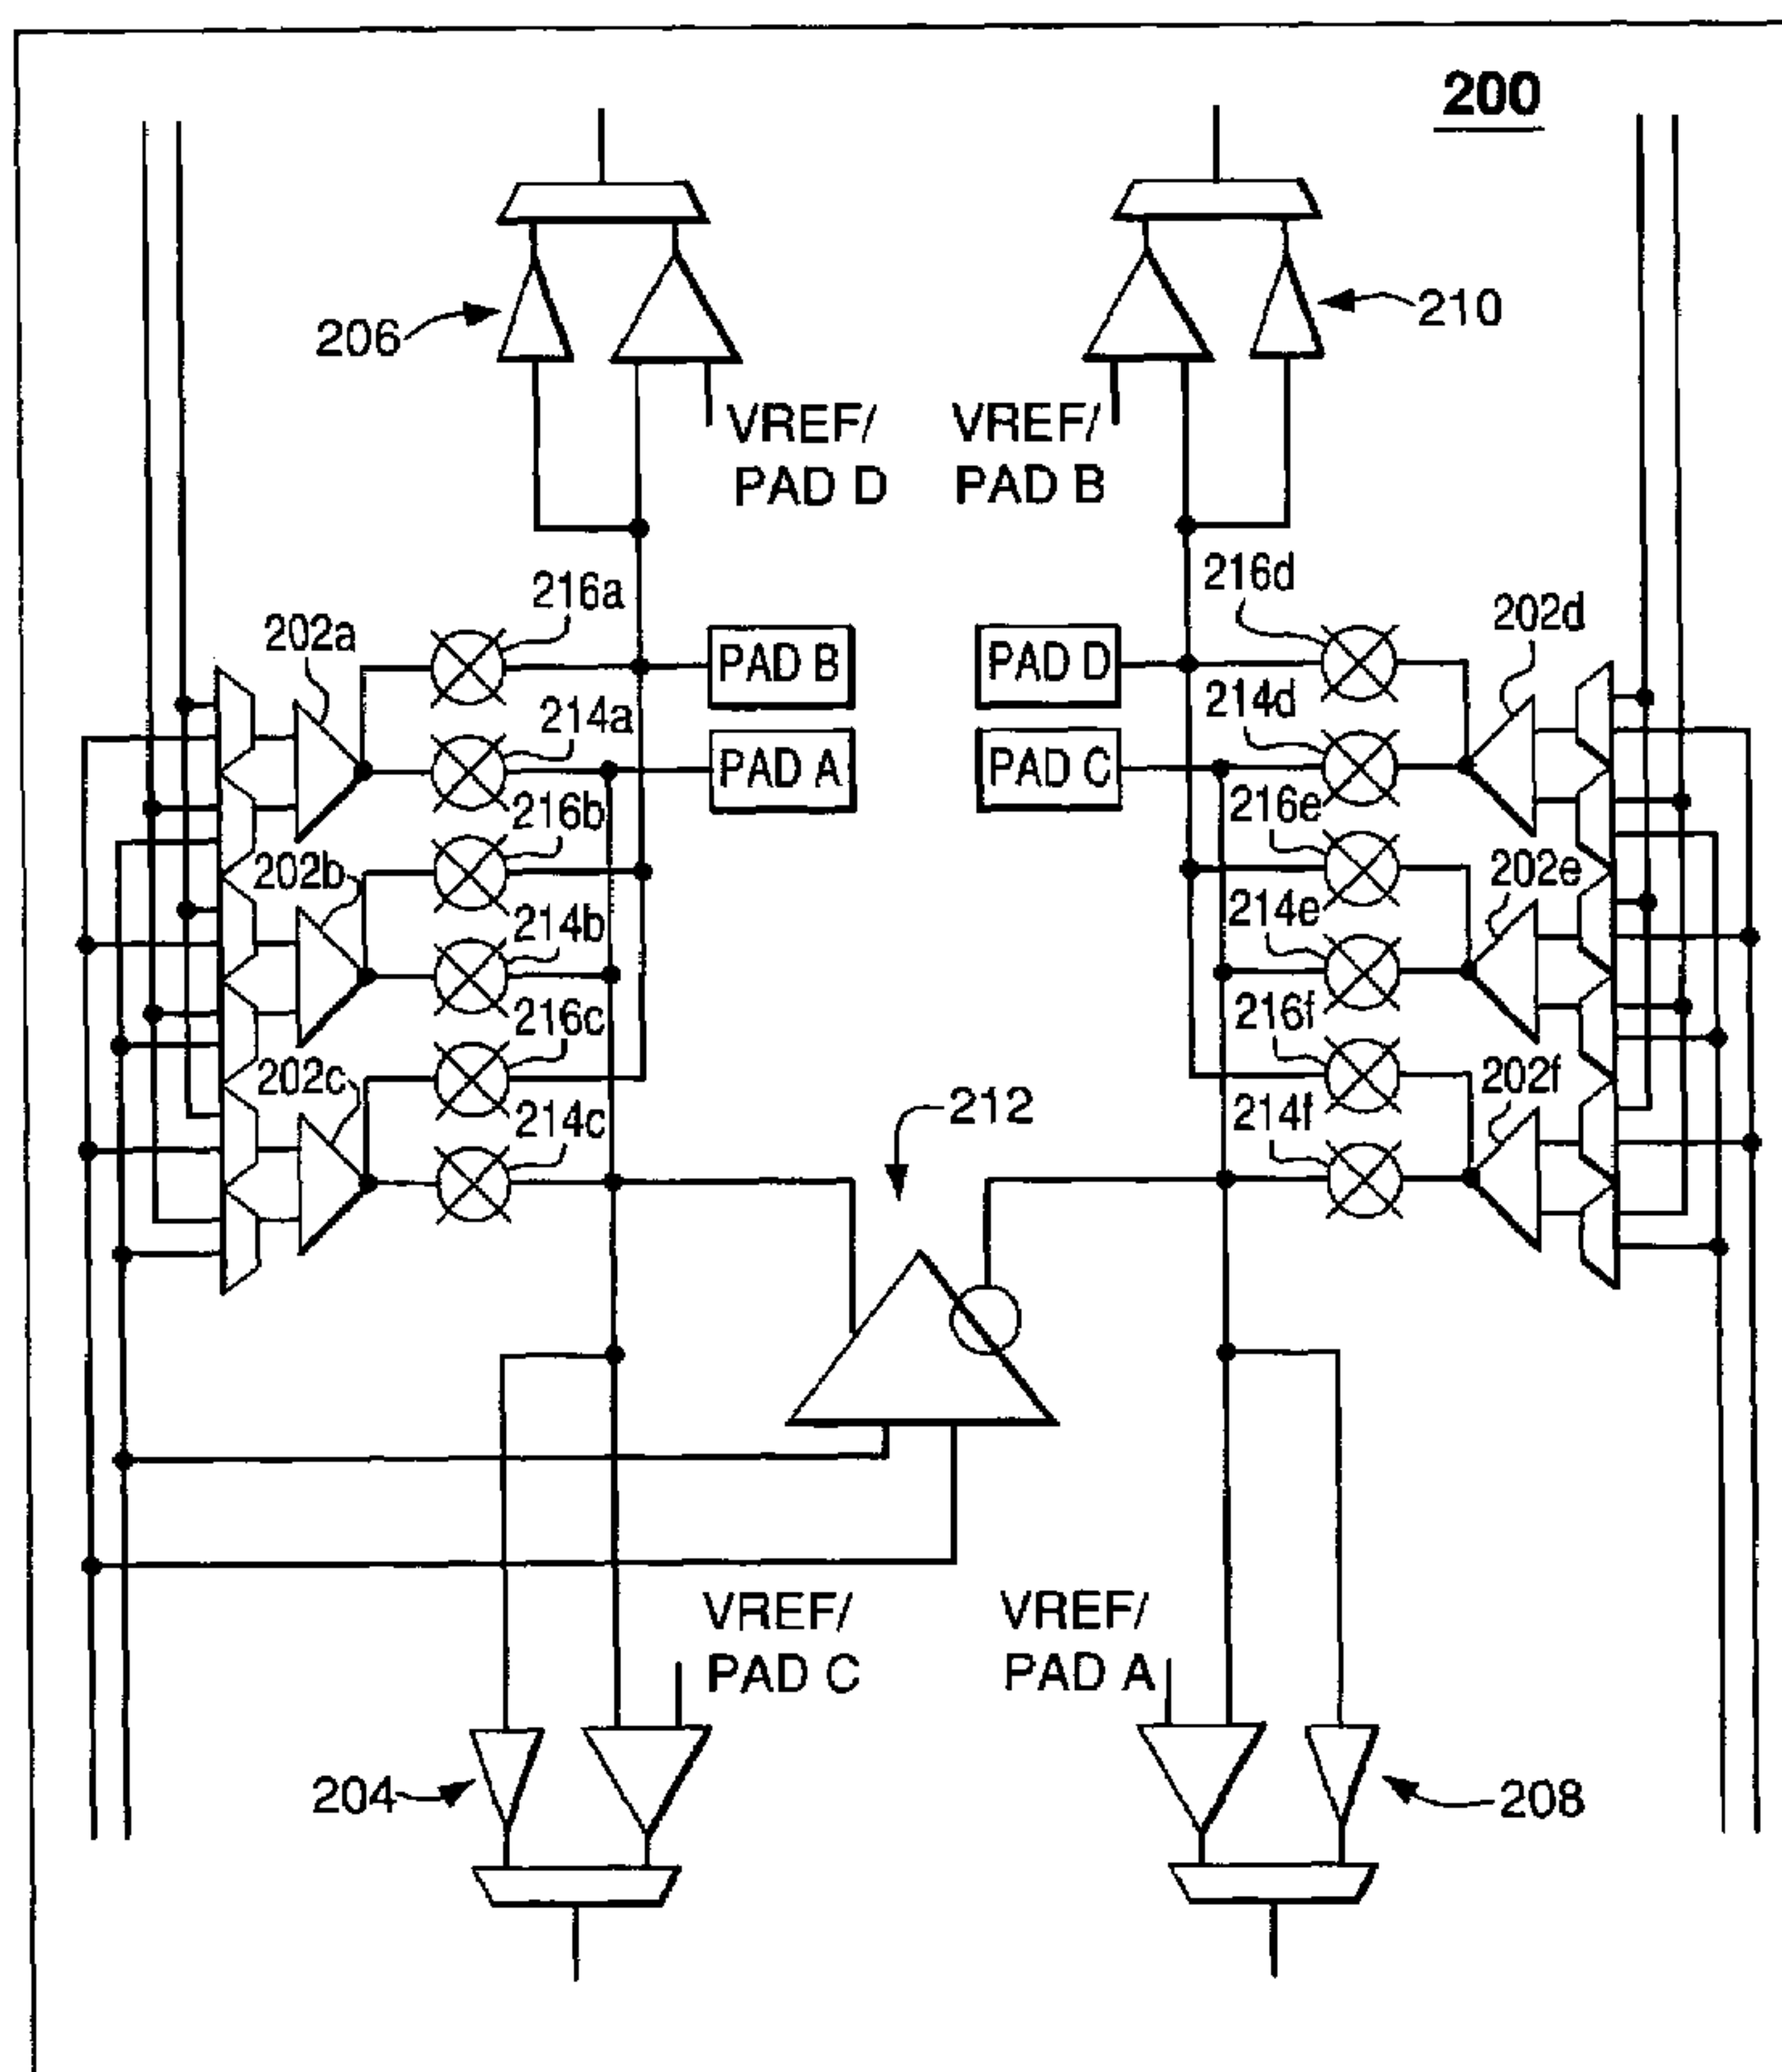 200
206
210
VREF/
PAD D
VREF/
PAD B
216a
216d
202a
202d
PAD B
PAD D
214a
214d
PAD A
PAD C
216b
216e
202b
202e
214b
214e
216c
216f
202c
202f
212
214c
214f
VREF/
PAD C
VREF/
PAD A
204
208